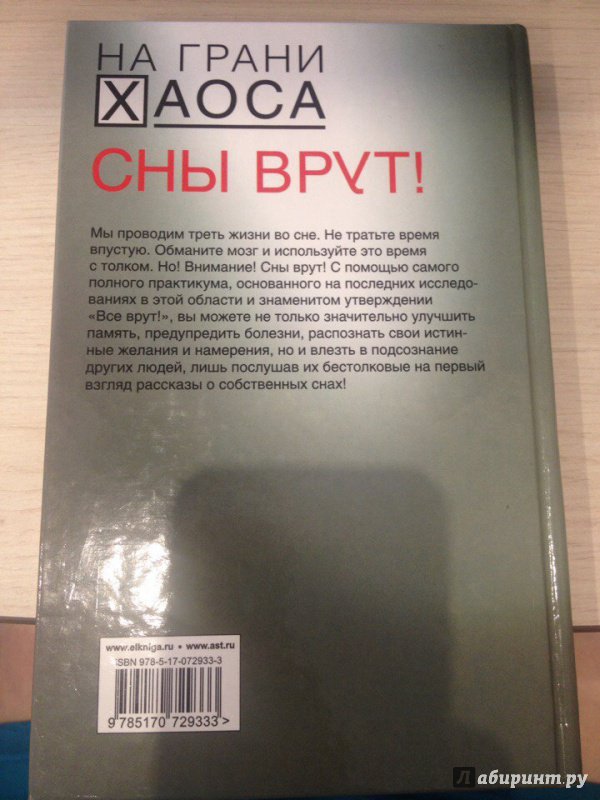 НА ГРАНИ
ХАОСА
СНЫ ВРУТ!
Мы проводим треть жизни во сне. Не тратьте время
впустую. Обманите мозг и используйте это время
с толком. Но! Внимание! Сны врут! С помощью самого
полного практикума, основанного на последних исследо-
ваниях в этой области и знаменитом утверждении
«Все врут!», вы можете не только значительно улучшить
память, предупредить болезни, распознать свои истин-
ные желания и намерения, но и влезть в подсознание
других людей, лишь послушав их бестолковые на первый
взгляд рассказы о собственных снах!
www.elkniga.ru • www.ast.ru
ISBN 978-5-17-072933-3
9 785170 729333>
Лабиринт.ру